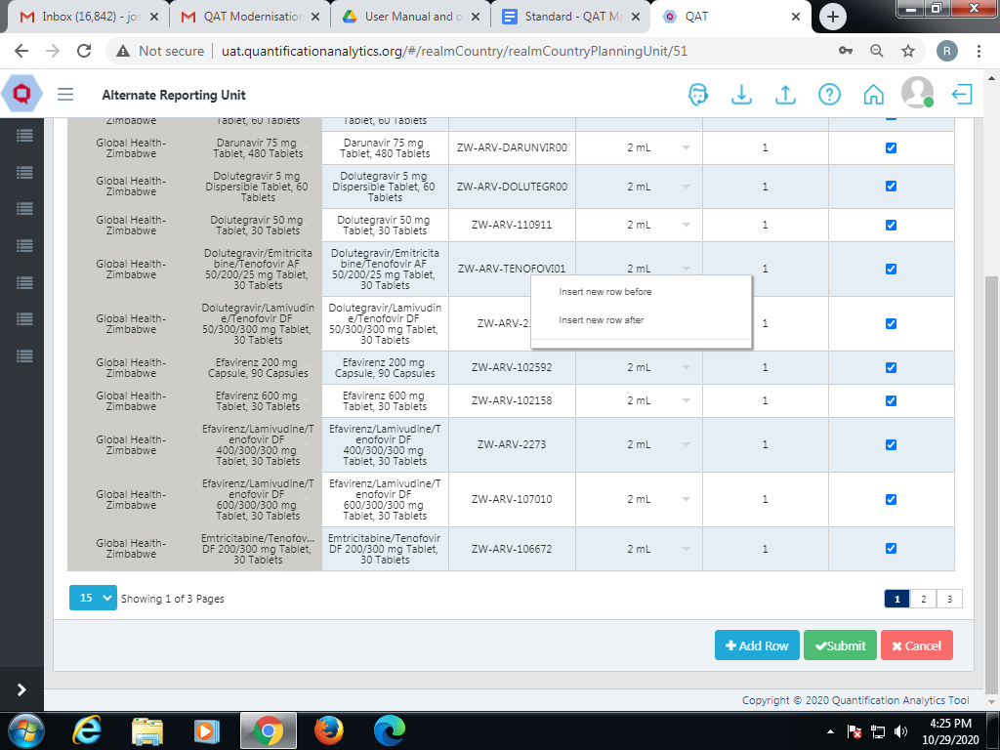 Inbox (16,842) - jos
QAT Modernisation
User Manual and o
Standard - QAT Ma
QAT
Not secure
uat.quantificationanalytics.org/#/realmCountry/realmCountryPlanningUnit/51
R
Alternate Reporting Unit
Zimbabwe
Tablet, 60 Tablets
Tablet, 60 Tablets
Global Health-
Zimbabwe
Darunavir 75 mg
Tablet, 480 Tablets
Darunavir 75 mg
Tablet, 480 Tablets
ZW-ARV-DARUNVIR00
2 mL
1
Global Health-
Zimbabwe
Dolutegravir 5 mg
Dispersible Tablet, 60
Tablets
Dolutegravir 5 mg
Dispersible Tablet, 60
Tablets
ZW-ARV-DOLUTEGR00
2 mL
1
Global Health-
Zimbabwe
Dolutegravir 50 mg
Tablet, 30 Tablets
Dolutegravir 50 mg
Tablet, 30 Tablets
ZW-ARV-110911
2 mL
1
Global Health-
Zimbabwe
Dolutegravir/Emitricita
bine/Tenofovir AF
50/200/25 mg Tablet,
30 Tablets
Dolutegravir/Emitricita
bine/Tenofovir AF
50/200/25 mg Tablet,
30 Tablets
ZW-ARV-TENOFOVI01
2 mL
1
Insert new row before
Insert new row after
Global Health-
Zimbabwe
Dolutegravir/Lamivudin
e/Tenofovir DF
50/300/300 mg Tablet,
30 Tablets
Dolutegravir/Lamivudin
e/Tenofovir DF
50/300/300 mg Tablet,
30 Tablets
1
Global Health-
Zimbabwe
Efavirenz 200 mg
Capsule, 90 Capsules
Efavirenz 200 mg
Capsule, 90 Capsules
ZW-ARV-102592
2 mL
1
Global Health-
Zimbabwe
Efavirenz 600 mg
Tablet, 30 Tablets
Efavirenz 600 mg
Tablet, 30 Tablets
ZW-ARV-102158
2 mL
1
Global Health-
Zimbabwe
Efavirenz/Lamivudine/T
enofovir DF
400/300/300 mg
Tablet, 30 Tablets
Efavirenz/Lamivudine/T
enofovir DF
400/300/300 mg
Tablet, 30 Tablets
ZW-ARV-2273
2 mL
1
Global Health-
Zimbabwe
Efavirenz/Lamivudine/T
enofovir DF
600/300/300 mg
Tablet, 30 Tablets
Efavirenz/Lamivudine/T
enofovir DF
600/300/300 mg
Tablet, 30 Tablets
ZW-ARV-107010
2 mL
1
Global Health-
Zimbabwe
Emtricitabine/Tenofov...
DF 200/300 mg Tablet,
30 Tablets
Emtricitabine/Tenofovir
DF 200/300 mg Tablet,
30 Tablets
ZW-ARV-106672
2 mL
1
15
Showing 1 of 3 Pages
1 2 3
Add Row
Submit
Cancel
Copyright © 2020 Quantification Analytics Tool
4:25 PM
10/29/2020